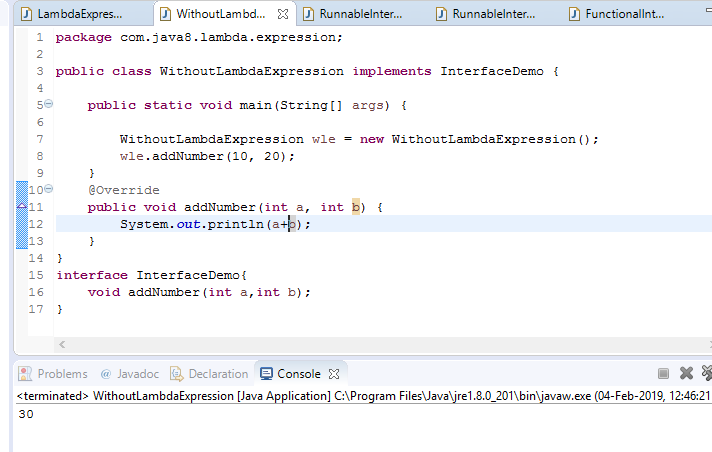 LambdaExpres... WithoutLambd... RunnableInter... RunnableInter... FunctionalInt...
1 package com.java8.lambda.expression;
2
3 public class WithoutLambdaExpression implements InterfaceDemo {
4
5 public static void main(String[] args) {
6
7 WithoutLambdaExpression wle = new WithoutLambdaExpression();
8 wle.addNumber(10, 20);
9 }
10 @Override
11 public void addNumber(int a, int b) {
12 System.out.println(a+b);
13 }
14 }
15 interface InterfaceDemo{
16 void addNumber(int a,int b);
17 }
Problems @ Javadoc Declaration Console
<terminated> WithoutLambdaExpression [Java Application] C:\Program Files\Java\jre1.8.0_201\bin\javaw.exe (04-Feb-2019, 12:46:21
30